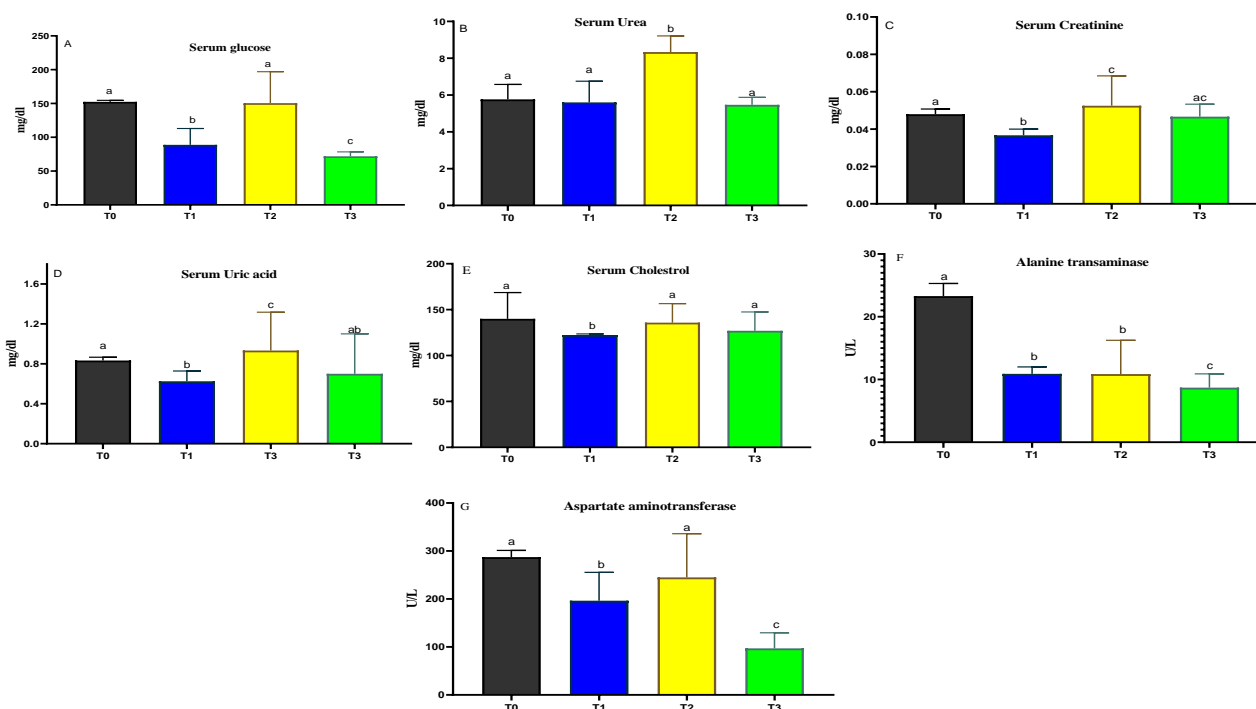 A
Serum glucose
mg/dl
250
200
150
100
50
0
a
b
a
c
T0
T1
T2
T3
B
Serum Urea
mg/dl
10
8
6
4
2
0
a
a
b
a
T0
T1
T2
T3
C
Serum Creatinine
mg/dl
0.10
0.08
0.06
0.04
0.02
0.00
a
b
c
ac
T0
T1
T2
T3
D
Serum Uric acid
mg/dl
1.6
1.2
0.8
0.4
0.0
a
b
c
ab
T0
T1
T3
T3
E
Serum Cholestrol
mg/dl
200
150
100
50
0
a
b
a
a
T0
T1
T2
T3
F
Alanine transaminase
U/L
30
20
10
0
a
b
b
c
T0
T1
T2
T3
G
Aspartate aminotransferase
U/L
400
300
200
100
0
a
b
a
c
T0
T1
T2
T3